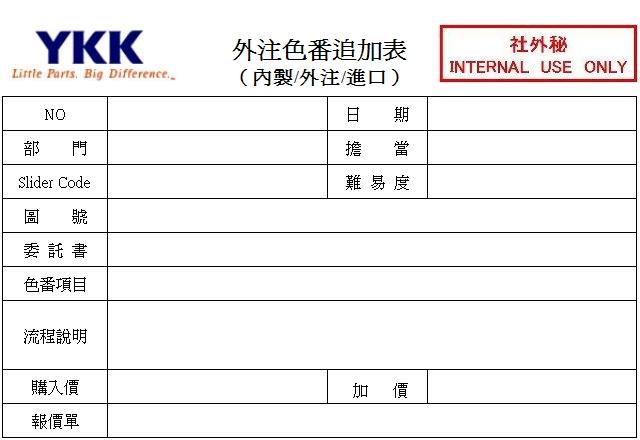 YKK
Little Parts. Big Difference.
外注色番追加表
(內製/外注/進口)
社外秘
INTERNAL USE ONLY
NO 日 期
部 門 擔 當
Slider Code 難 易 度
圖 號
委 託 書
色番項目
流程說明
購入價 加 價
報價單